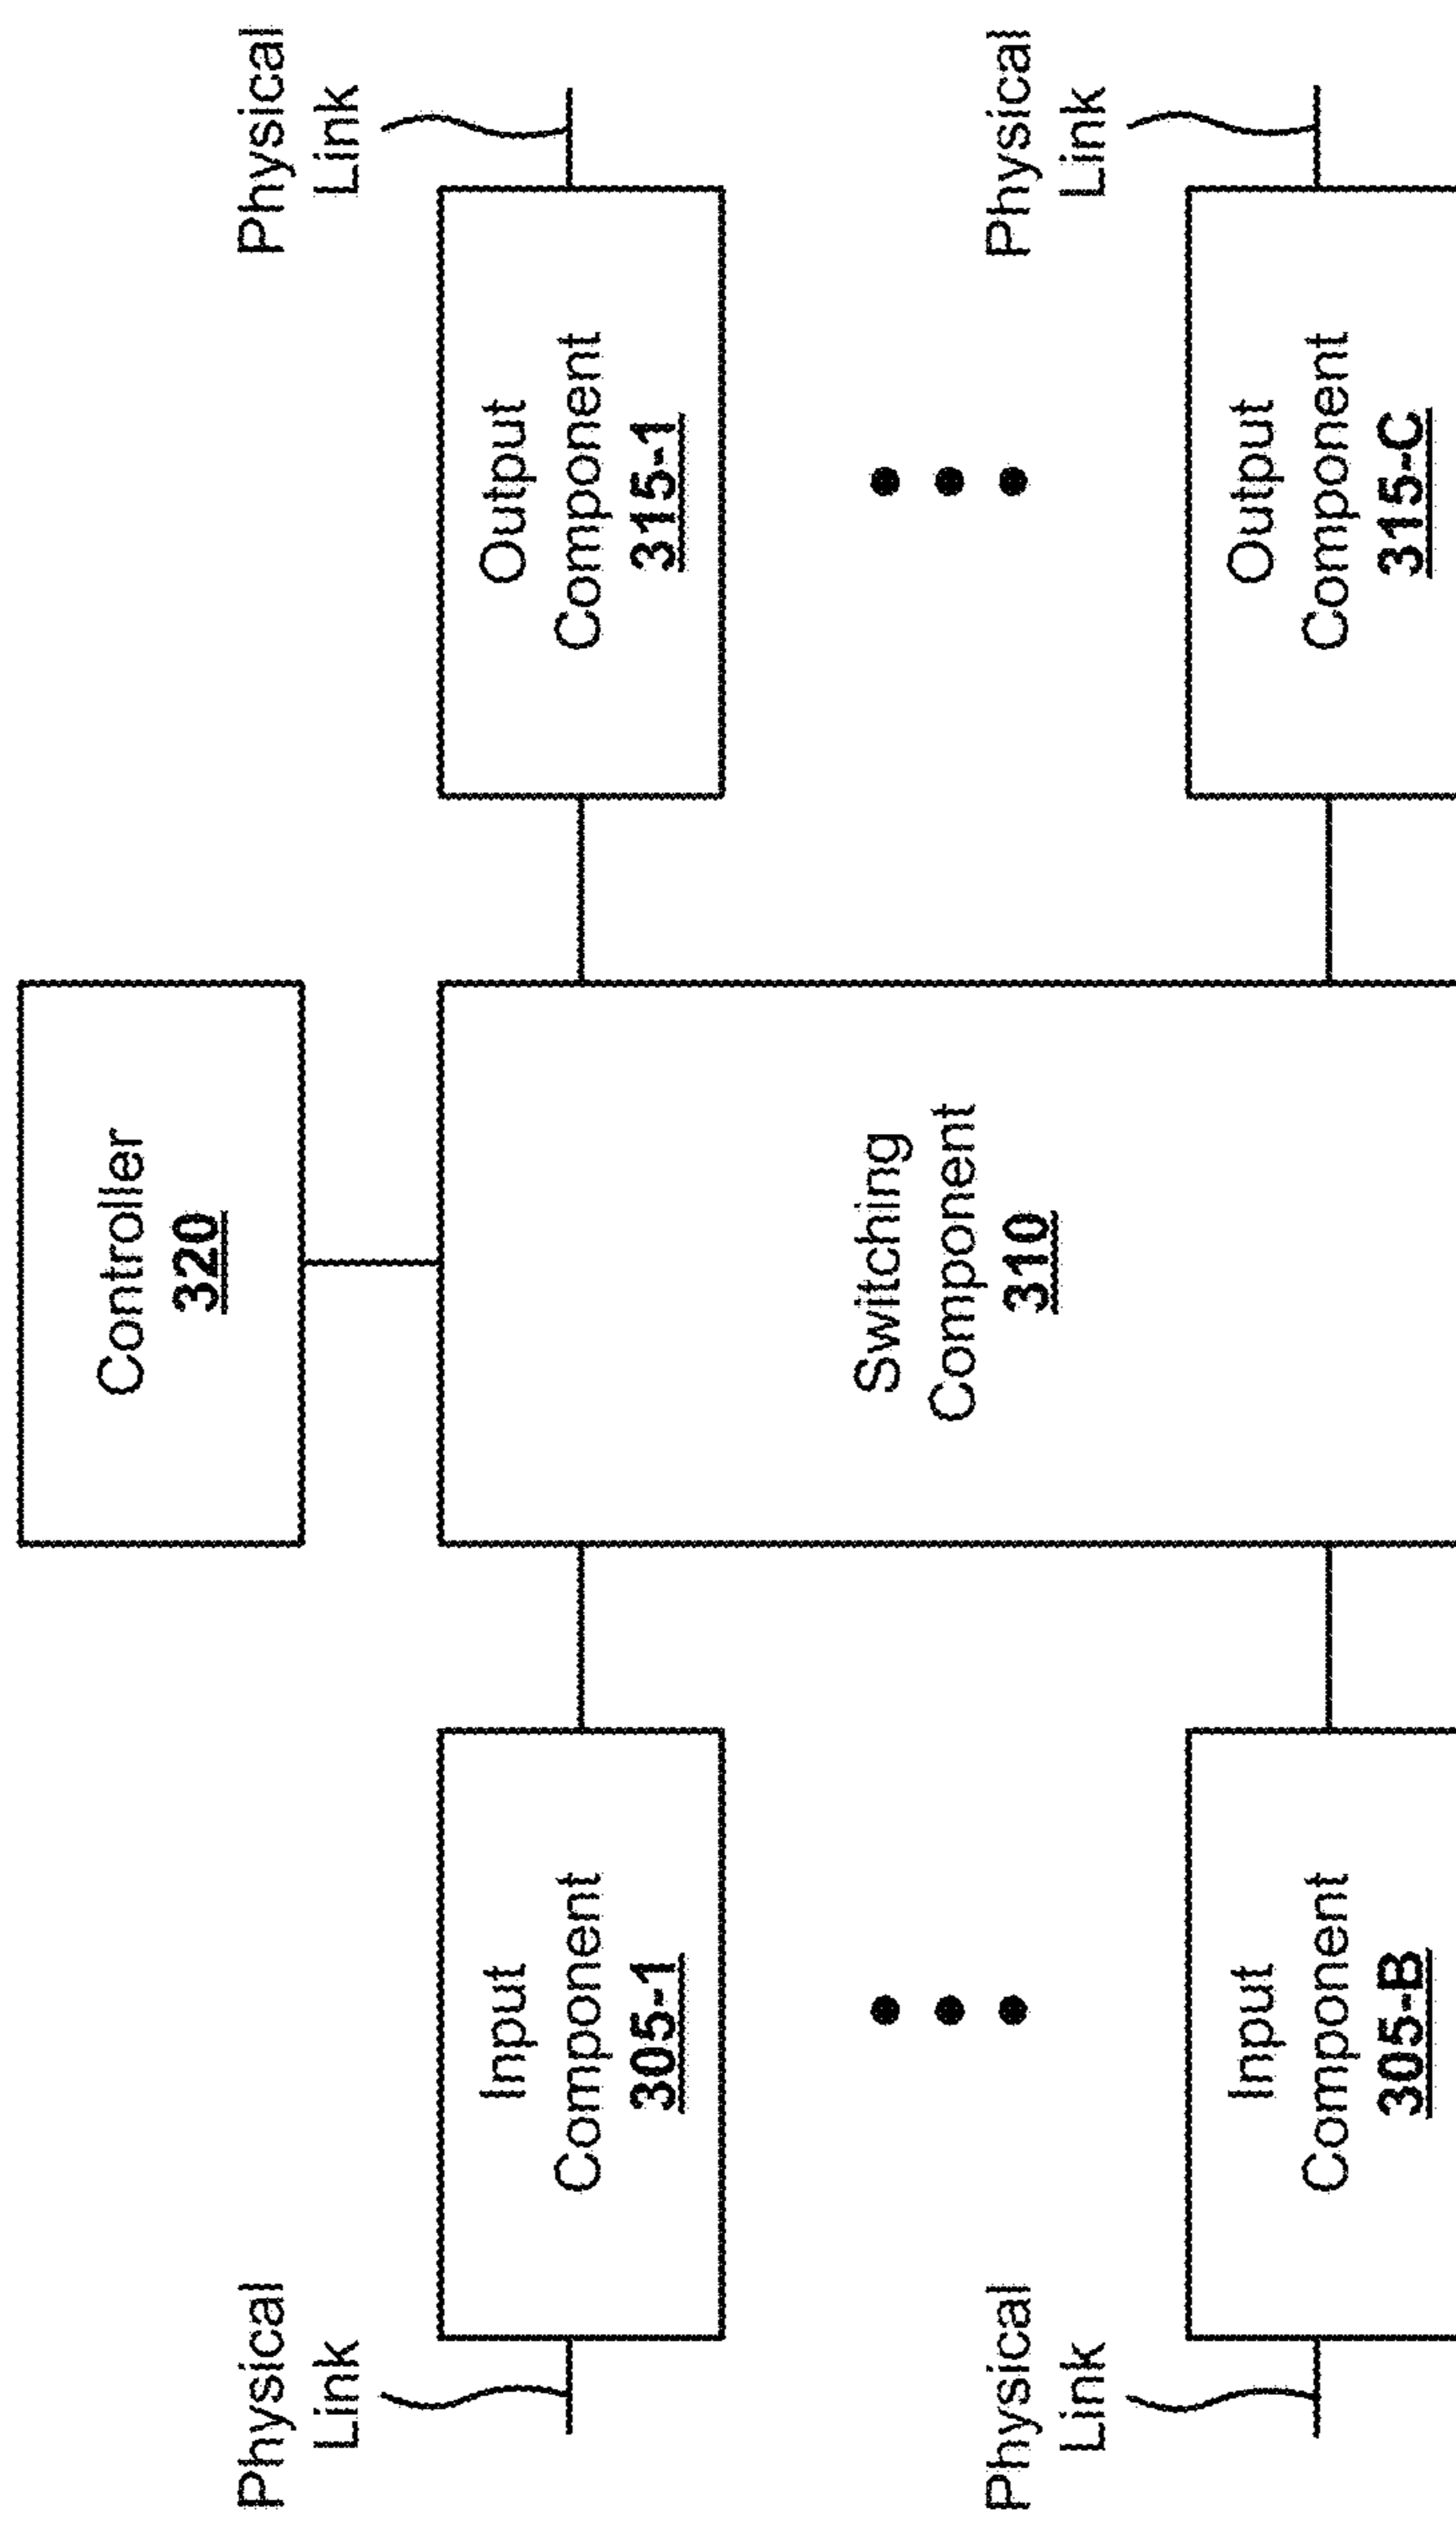 Controller
320
Physical
Link
Physical
Link
Input
Component
305-1
Output
Component
315-1
Switching
Component
310
Physical
Link
Physical
Link
Input
Component
305-B
Output
Component
315-C